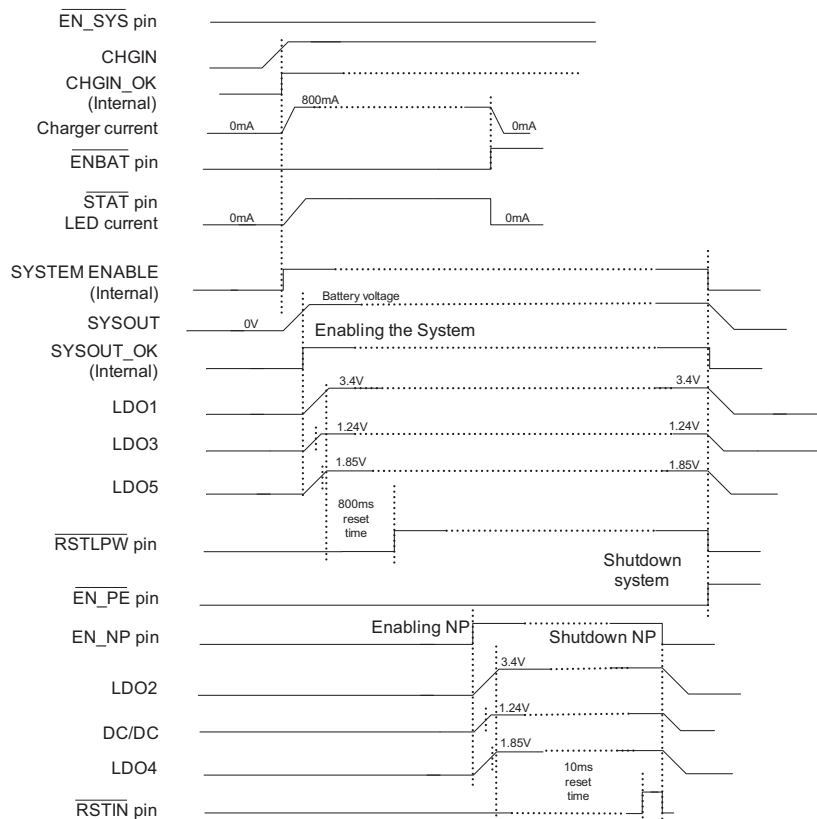 EN_SYS pin
CHGIN
CHGIN_OK
(Internal)
800mA
Charger current
0mA
0mA
ENBAT pin
STAT pin
LED current
0mA
0mA
SYSTEM ENABLE
(Internal)
Battery voltage
SYSOUT
0V
Enabling the System
SYSOUT_OK
(Internal)
3.4V
3.4V
LDO1
1.24V
1.24V
LDO3
1.85V
1.85V
LDO5
800ms
reset
time
RSTLPW pin
Shutdown
system
EN_PE pin
EN_NP pin
Enabling NP
Shutdown NP
3.4V
LDO2
1.24V
DC/DC
1.85V
LDO4
10ms
reset
time
RSTIN pin